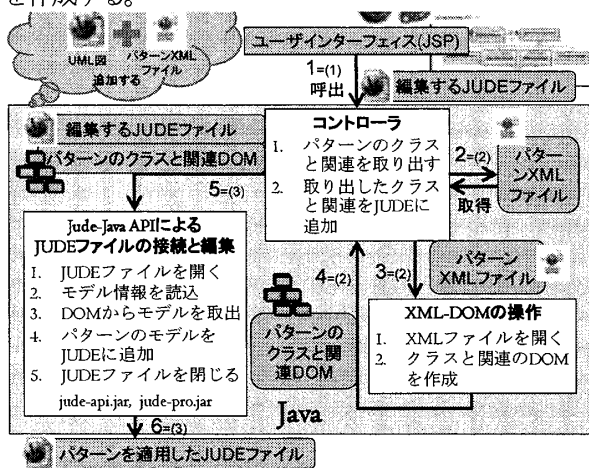 を作成する。
UML図
パターンXML
ファイル
追加する
ユーザインターフェイス(JSP)
1=(1)
呼出
編集するJUDEファイル
編集するJUDEファイル
パターンのクラスと関連DOM
5=(3)
コントローラ
1. パターンのクラス
と関連を取り出す
2. 取り出したクラス
と関連をJUDEに
追加
2=(2)
取得
パター
ンXML
ファイル
Jude-Java APIによる
JUDEファイルの接続と編集
1. JUDEファイルを開く
2. モデル情報を読込
3. DOMからモデルを取出
4. パターンのモデルを
JUDEに追加
5. JUDEファイルを閉じる
jude-api.jar, jude-pro.jar
4=(2)
3=(2)
パターン
XMLファイル
パターンの
クラスと関
連DOM
XML-DOMの操作
1. XMLファイルを開く
2. クラスと関連のDOM
を作成
Java
6=(3)
パターンを適用したJUDEファイル